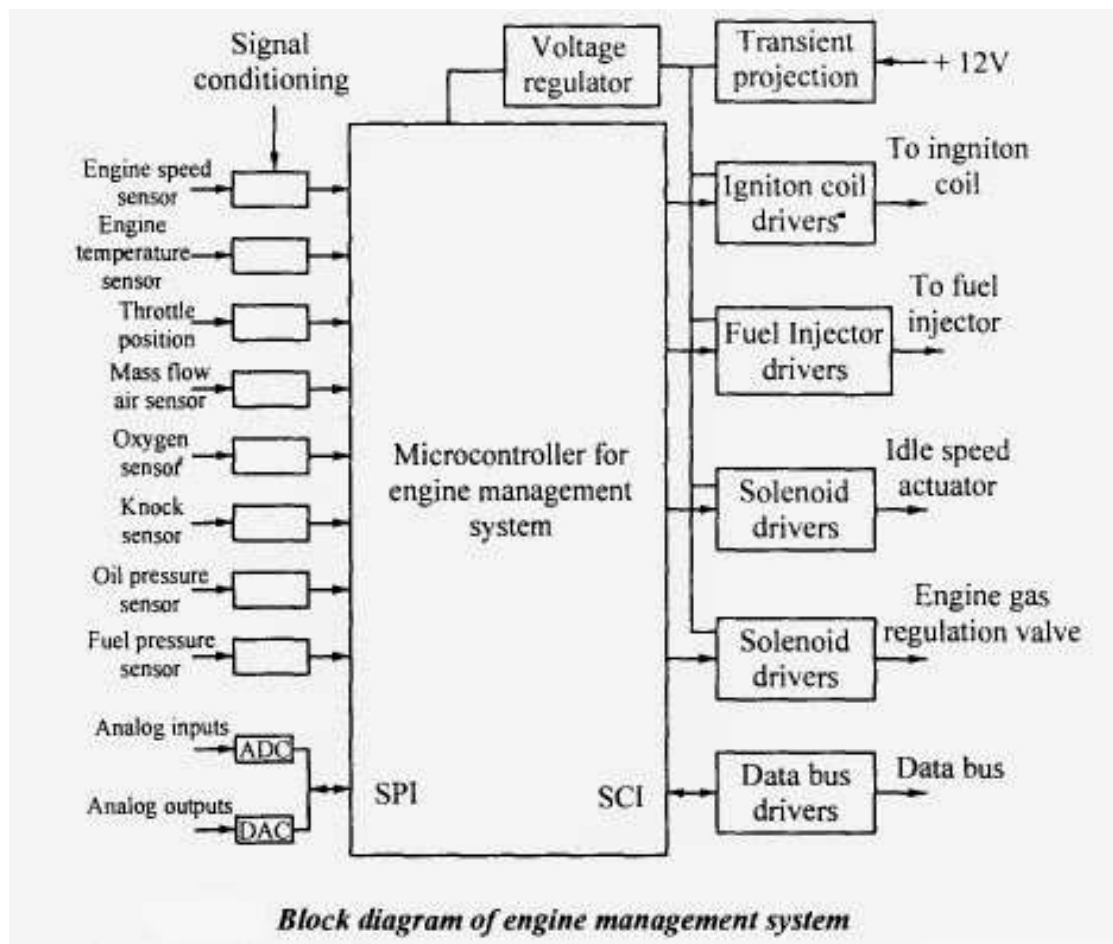 Signal
conditioning
Voltage
regulator
Transient
projection
+ 12V
Engine speed
sensor
Engine
temperature
sensor
Throttle
position
Mass flow
air sensor
Oxygen
sensor
Knock
sensor
Oil pressure
sensor
Fuel pressure
sensor
Analog inputs
ADC
Analog outputs
DAC
Microcontroller for
engine management
system
SPI
SCI
Igniton coil
drivers
To ingniton
coil
Fuel Injector
drivers
To fuel
injector
Solenoid
drivers
Idle speed
actuator
Solenoid
drivers
Engine gas
regulation valve
Data bus
drivers
Data bus
Block diagram of engine management system